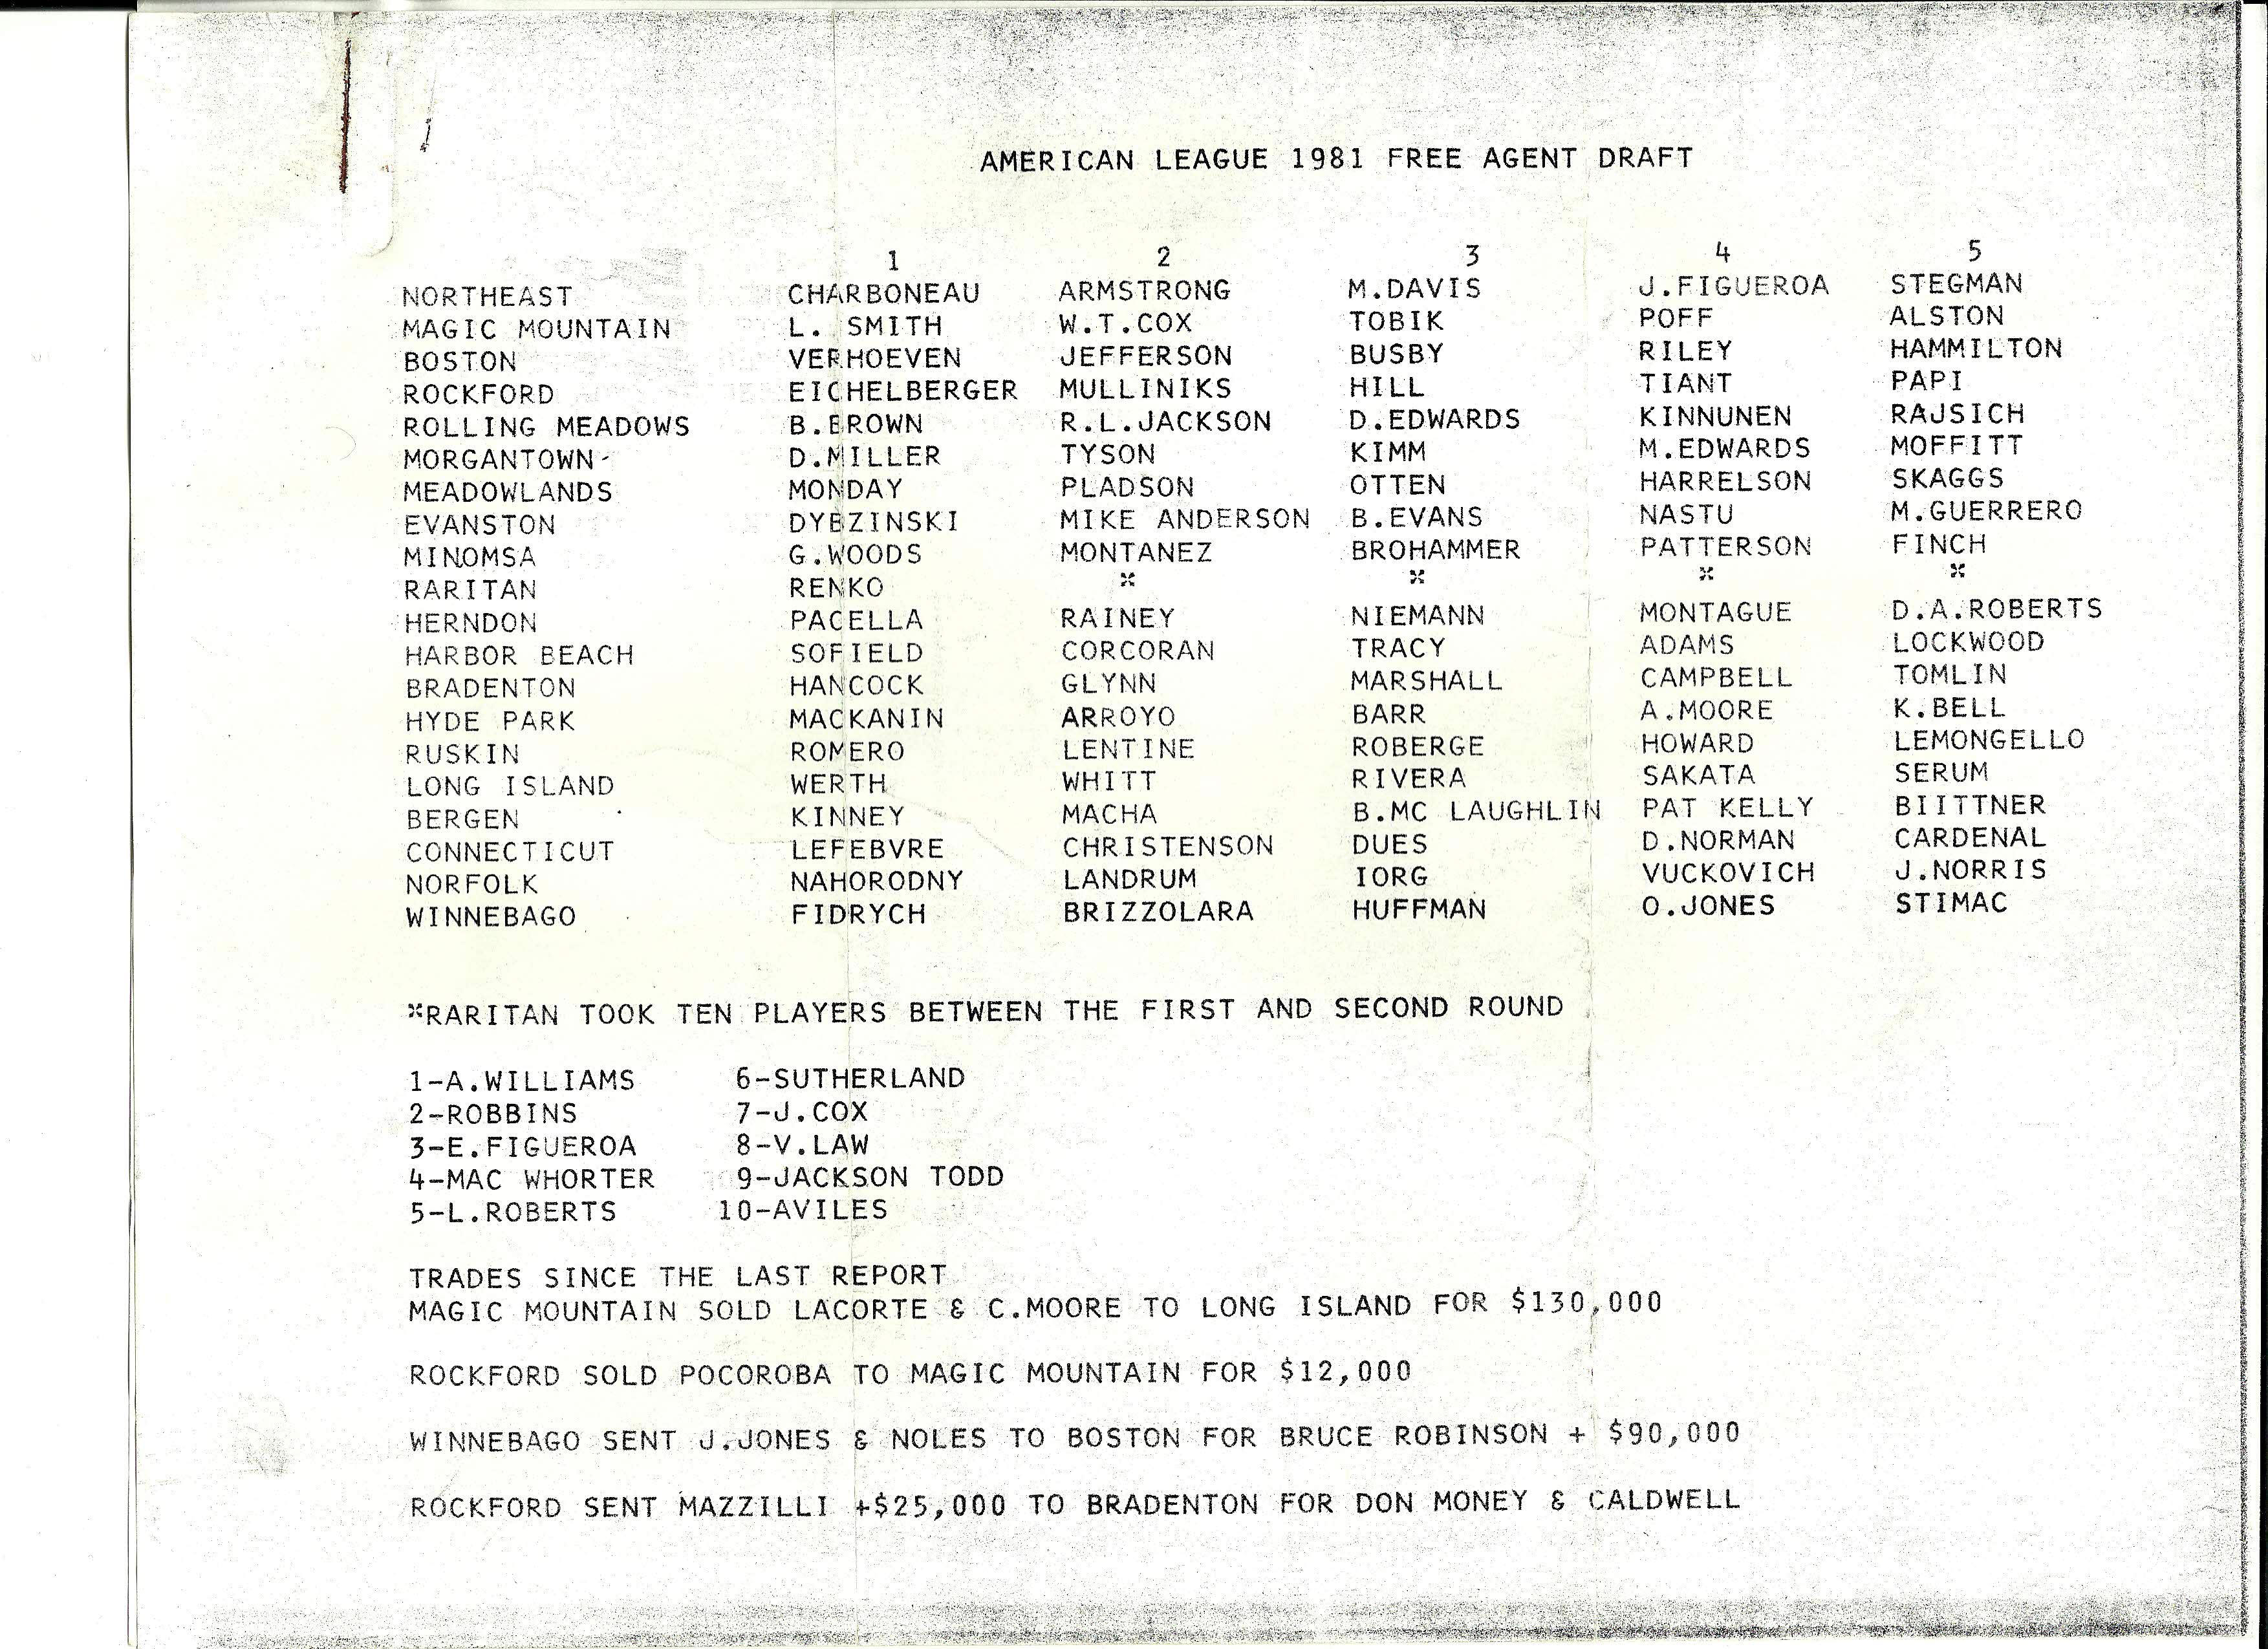 AMERICAN LEAGUE 1981 FREE AGENT DRAFT
1 2 3 4 5
NORTHEAST CHARBONEAU ARMSTRONG M.DAVIS J.FIGUEROA STEGMAN
MAGIC MOUNTAIN L. SMITH W.T.COX TOBIK POFF ALSTON
BOSTON VERHOEVEN JEFFERSON BUSBY RILEY HAMMILTON
ROCKFORD EICHELBERGER MULLINIKS HILL TIANT PAPI
ROLLING MEADOWS B.BROWN R.L.JACKSON D.EDWARDS KINNUNEN RAJSICH
MORGANTOWN D.MILLER TYSON KIMM M.EDWARDS MOFFITT
MEADOWLANDS MONDAY PLADSON OTTEN HARRELSON SKAGGS
EVANSTON DYBZINSKI MIKE ANDERSON B.EVANS NASTU M.GUERRERO
MINOMSA G.WOODS MONTANEZ BROHAMMER PATTERSON FINCH
RARITAN RENKO * * * *
HERNDON PACELLA RAINEY NIEMANN MONTAGUE D.A.ROBERTS
HARBOR BEACH SOFIELD CORCORAN TRACY ADAMS LOCKWOOD
BRADENTON HANCOCK GLYNN MARSHALL CAMPBELL TOMLIN
HYDE PARK MACKANIN ARROYO BARR A.MOORE K.BELL
RUSKIN ROMERO LENTINE ROBERGE HOWARD LEMONGELLO
LONG ISLAND WERTH WHITT RIVERA SAKATA SERUM
BERGEN KINNEY MACHA B.MC LAUGHLIN PAT KELLY BIITTNER
CONNECTICUT LEFEBVRE CHRISTENSON DUES D.NORMAN CARDENAL
NORFOLK NAHORODNY LANDRUM IORG VUCKOVICH J.NORRIS
WINNEBAGO FIDRYCH BRIZZOLARA HUFFMAN O.JONES STIMAC
*RARITAN TOOK TEN PLAYERS BETWEEN THE FIRST AND SECOND ROUND
1-A.WILLIAMS 6-SUTHERLAND
2-ROBBINS 7-J.COX
3-E.FIGUEROA 8-V.LAW
4-MAC WHORTER 9-JACKSON TODD
5-L.ROBERTS 10-AVILES
TRADES SINCE THE LAST REPORT
MAGIC MOUNTAIN SOLD LACORTE & C.MOORE TO LONG ISLAND FOR $130,000
ROCKFORD SOLD POCOROBA TO MAGIC MOUNTAIN FOR $12,000
WINNEBAGO SENT J.JONES & NOLES TO BOSTON FOR BRUCE ROBINSON + $90,000
ROCKFORD SENT MAZZILLI +$25,000 TO BRADENTON FOR DON MONEY & CALDWELL